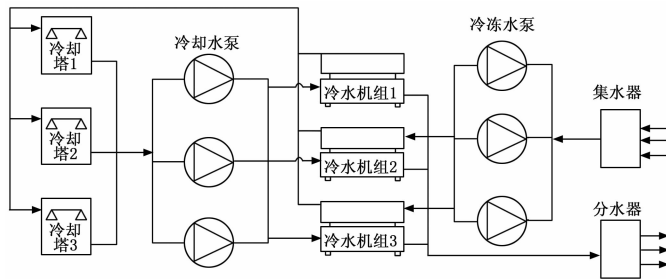 冷却
塔1
冷却
塔2
冷却
塔3
冷却水泵
冷水机组1
冷水机组2
冷水机组3
冷冻水泵
集水器
分水器